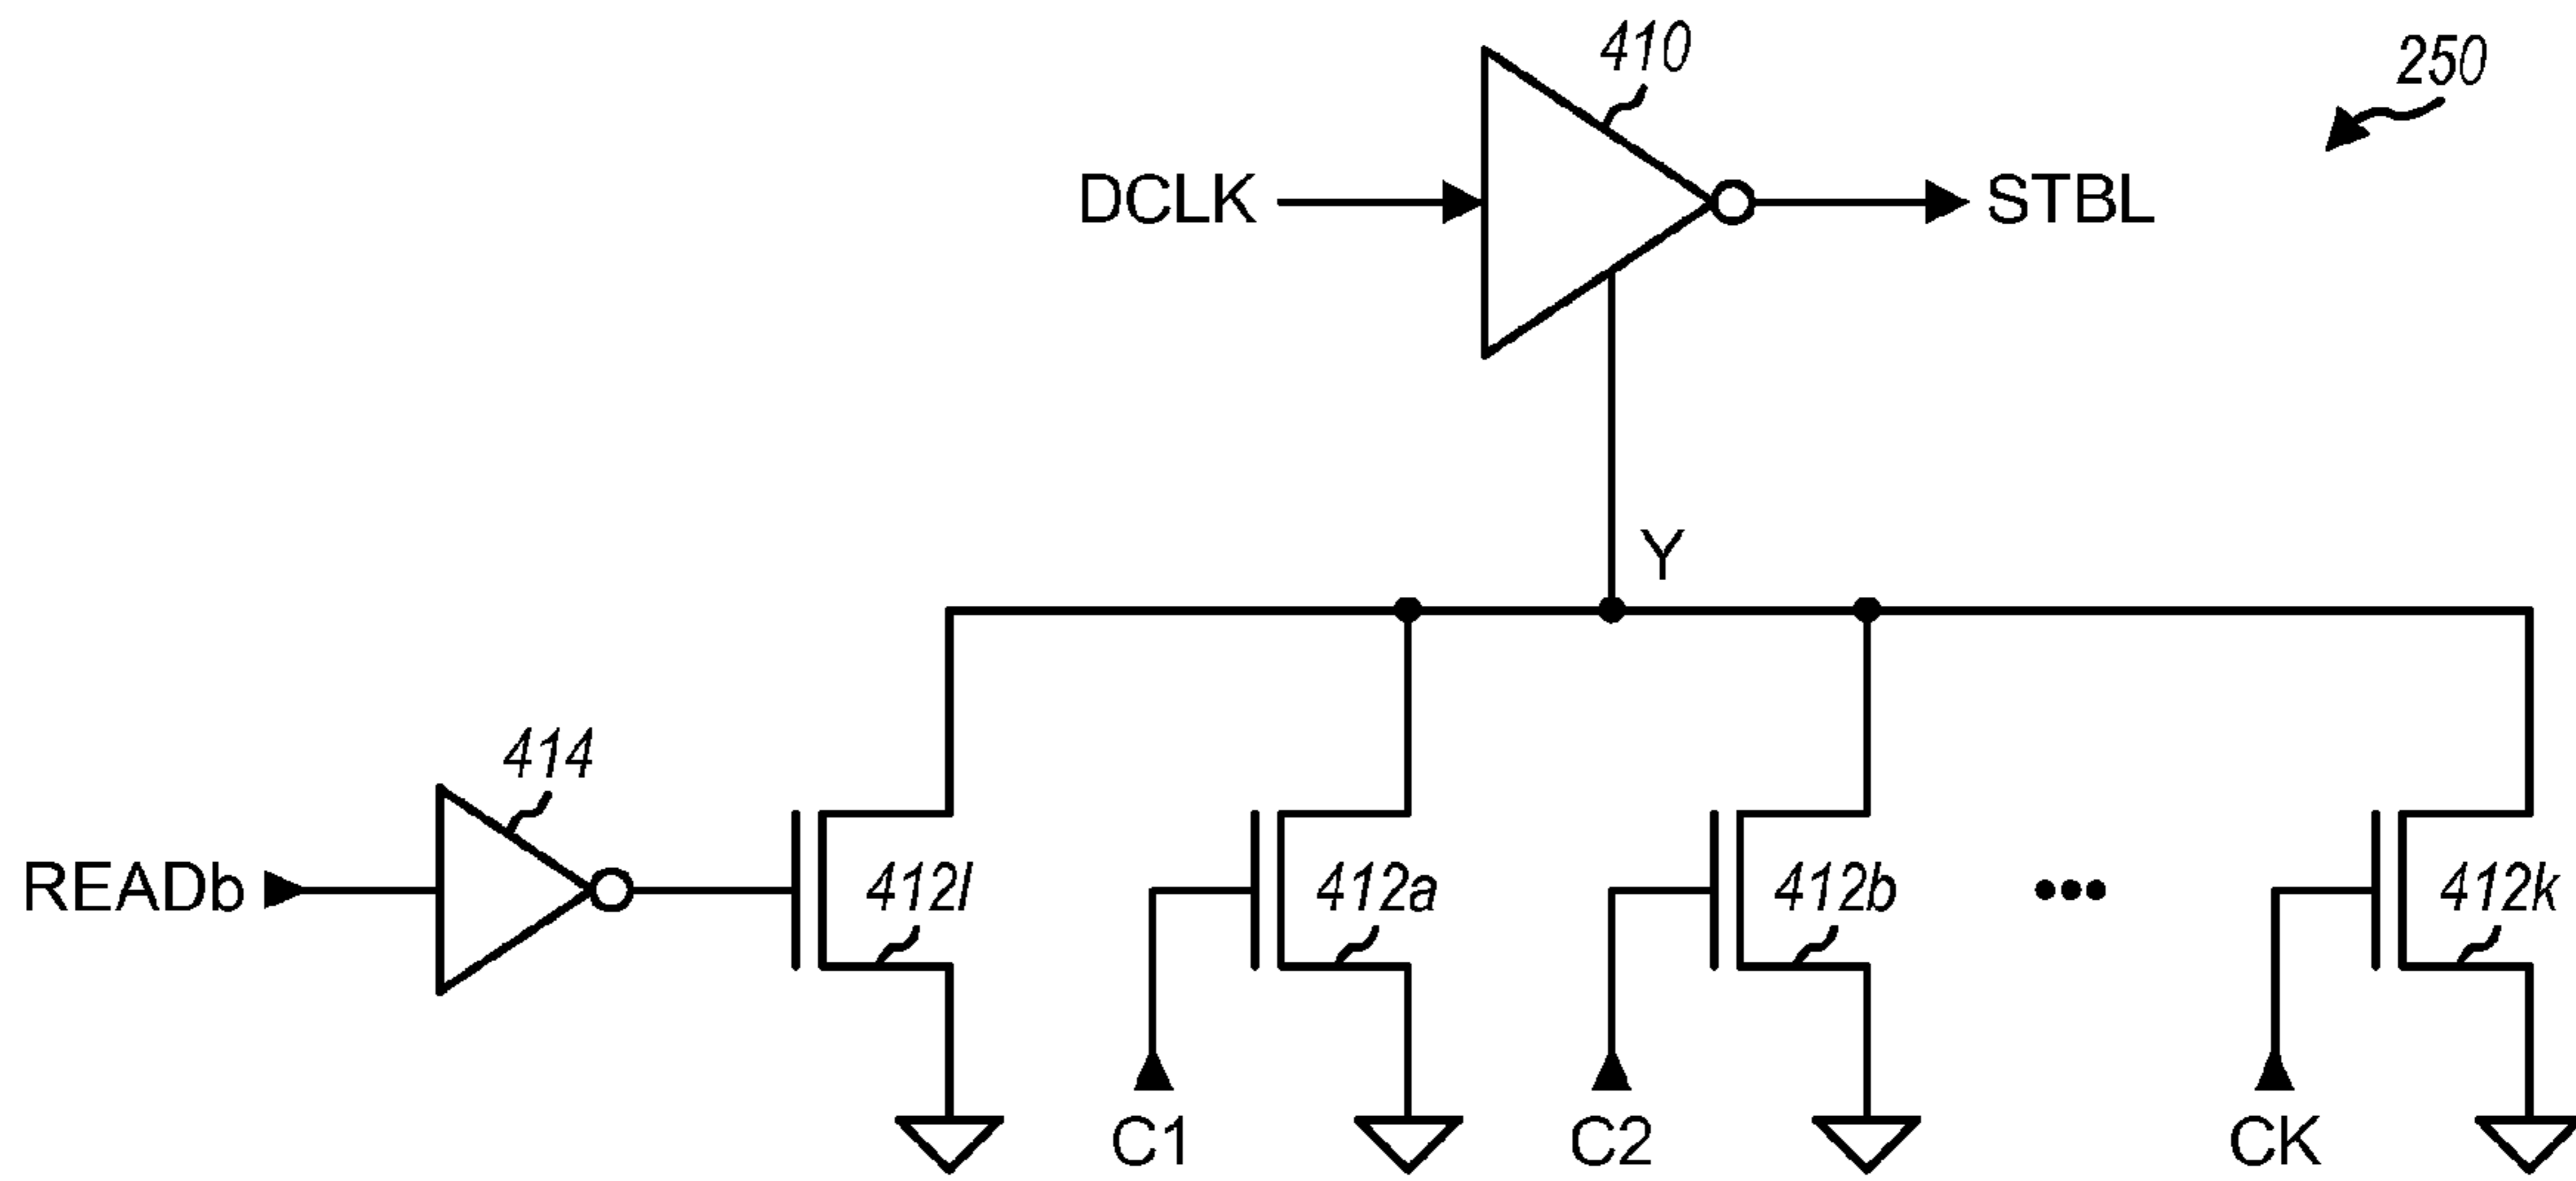 410
250
DCLK
STBL
Y
414
READb
412l
412a
412b
•••
412k
C1
C2
CK